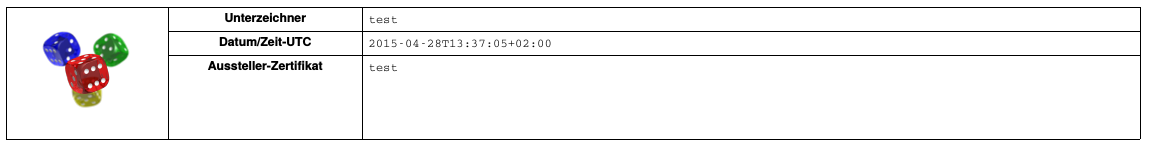 Unterzeichner test
Datum/Zeit-UTC 2015-04-28T13:37:05+02:00
Aussteller-Zertifikat test